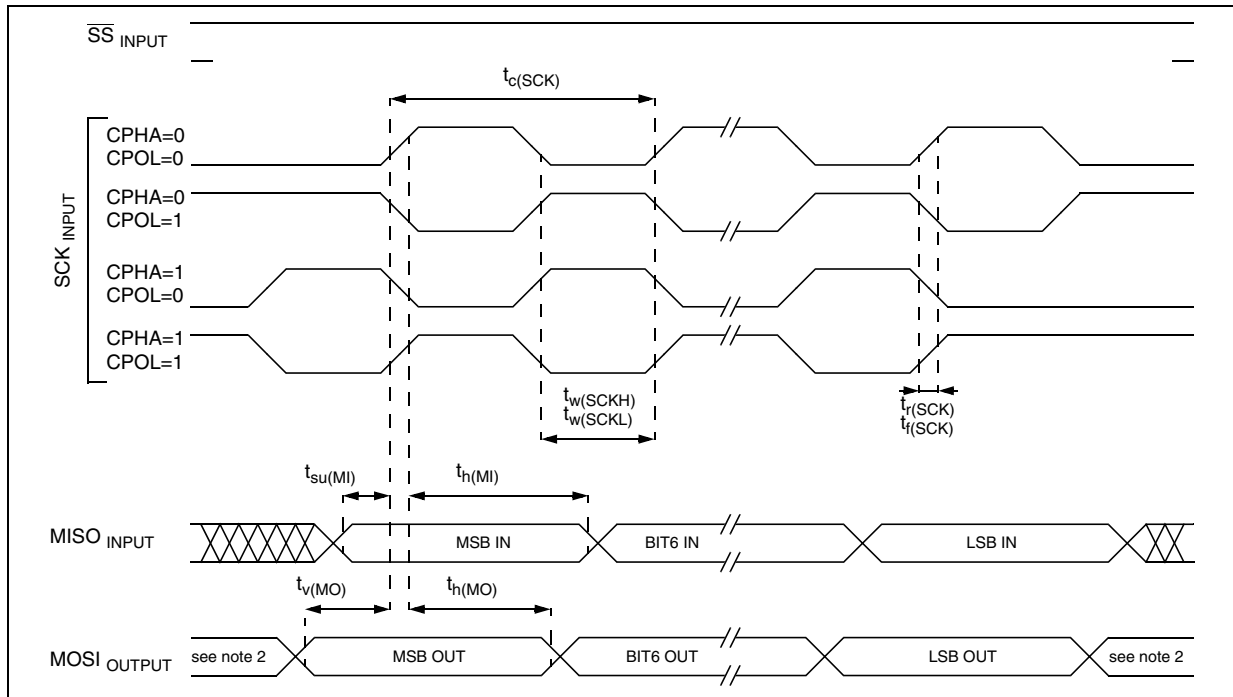 SS INPUT
tc(SCK)
SCK INPUT
CPHA=0
CPOL=0
CPHA=0
CPOL=1
CPHA=1
CPOL=0
CPHA=1
CPOL=1
tw(SCKH)
tw(SCKL)
tr(SCK)
tf(SCK)
tsu(MI)
th(MI)
MISO INPUT
MSB IN
BIT6 IN
LSB IN
tv(MO)
th(MO)
MOSI OUTPUT
see note 2
MSB OUT
BIT6 OUT
LSB OUT
see note 2